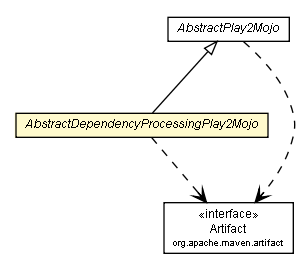 AbstractPlay2Mojo
AbstractDependencyProcessingPlay2Mojo
«interface»
Artifact
org.apache.maven.artifact